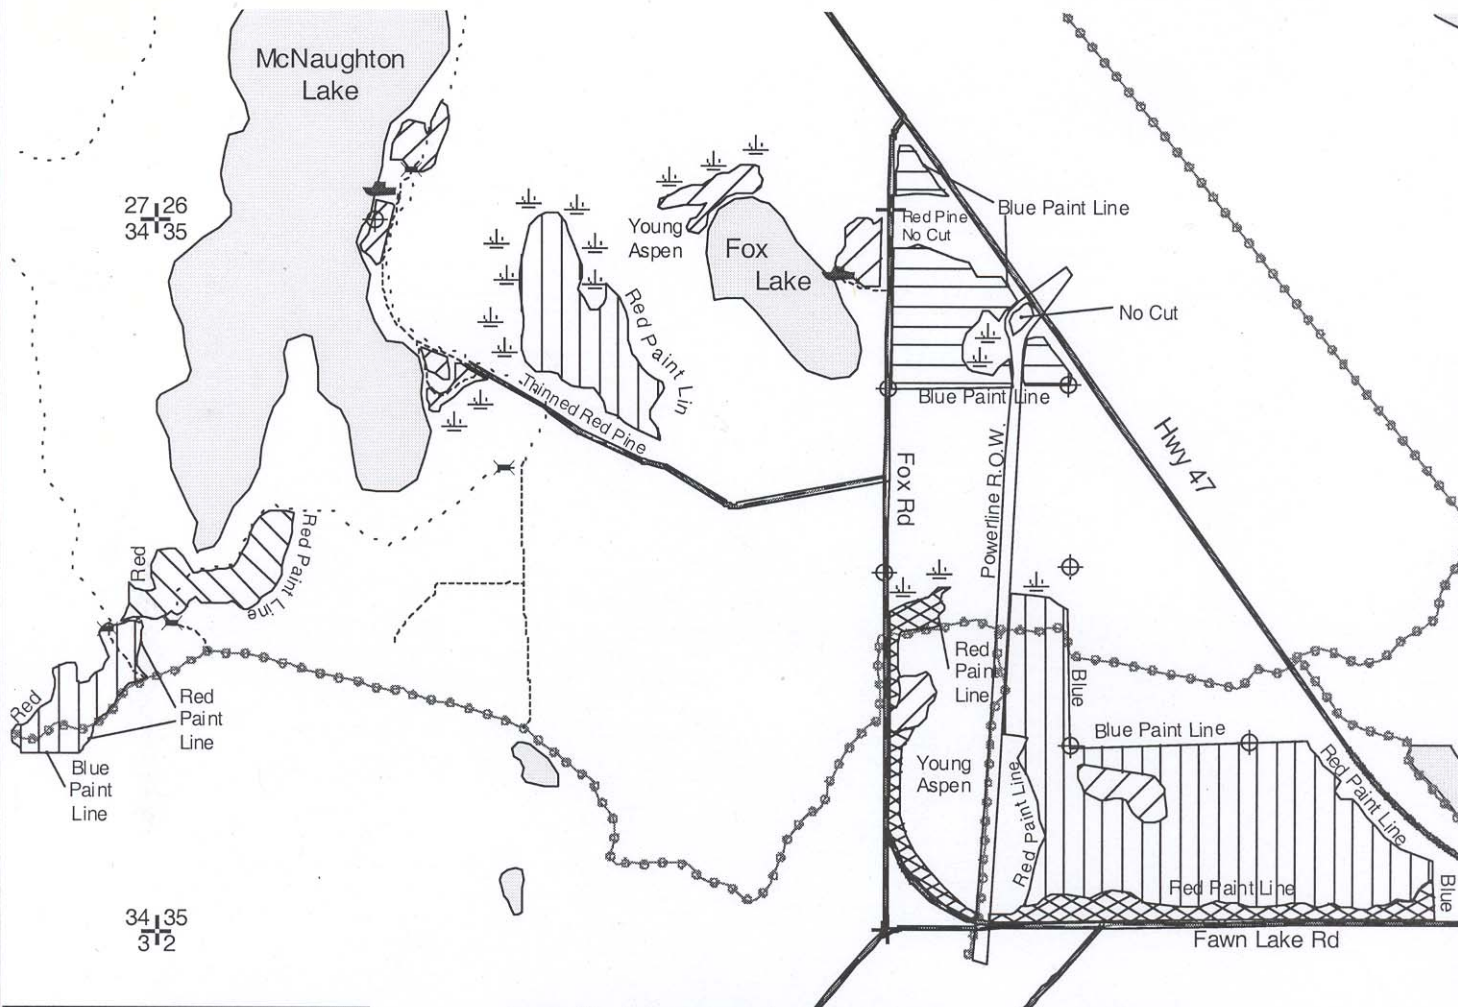 McNaughton
Lake
27 26
34 35
Young
Aspen
Fox
Lake
Red Pine
No Cut
Blue Paint Line
No Cut
Red Paint Lin
Thinned Red Pine
Blue Paint Line
Hwy 47
Fox Rd
Powerline R.O.W.
Red
Red Paint Line
Red
Red
Paint
Line
Blue
Paint
Line
Red
Paint
Line
Blue
Blue Paint Line
Red Paint Line
Young
Aspen
Red Paint Line
Red Paint Line
Blue
Fawn Lake Rd
34 35
3 2